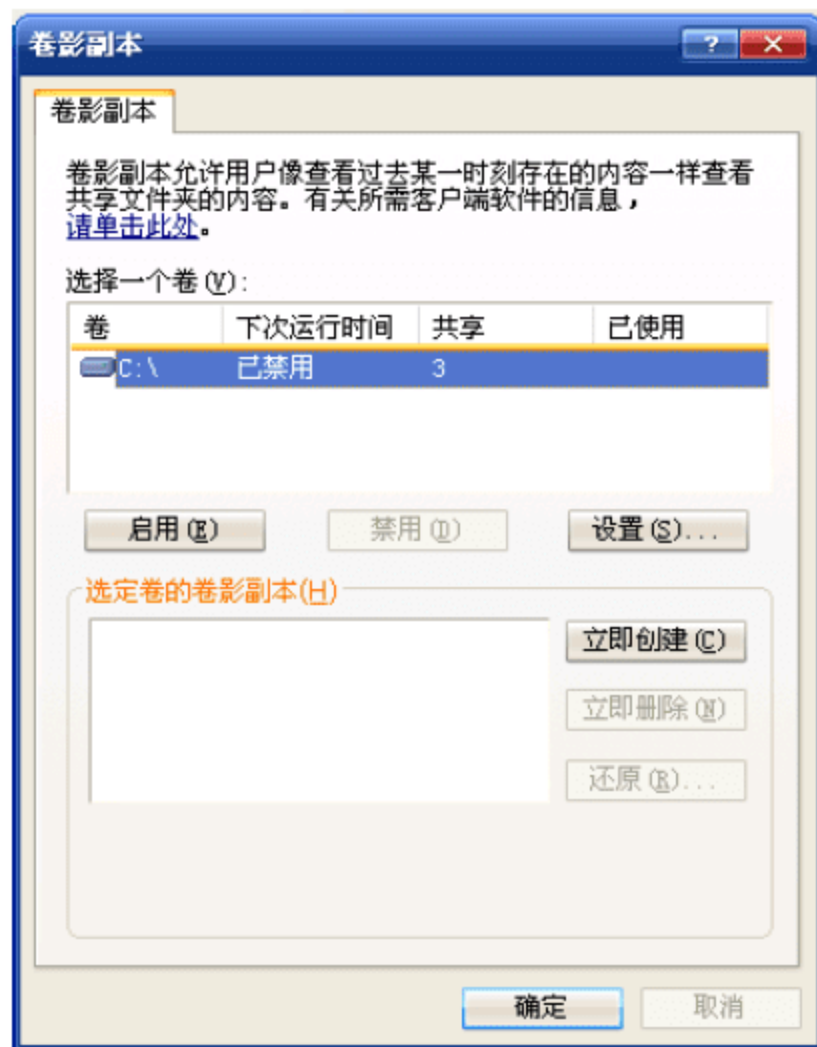 卷影副本
?
卷影副本
卷影副本允许用户像查看过去某一时刻存在的内容一样查看
共享文件夹的内容。有关所需客户端软件的信息，
请单击此处。
选择一个卷(V):
卷 下次运行时间 共享 已使用
C:\ 已禁用 3
启用(E) 禁用(D) 设置(S)...
选定卷的卷影副本(H)
立即创建(C)
立即删除(N)
还原(R)...
确定 取消